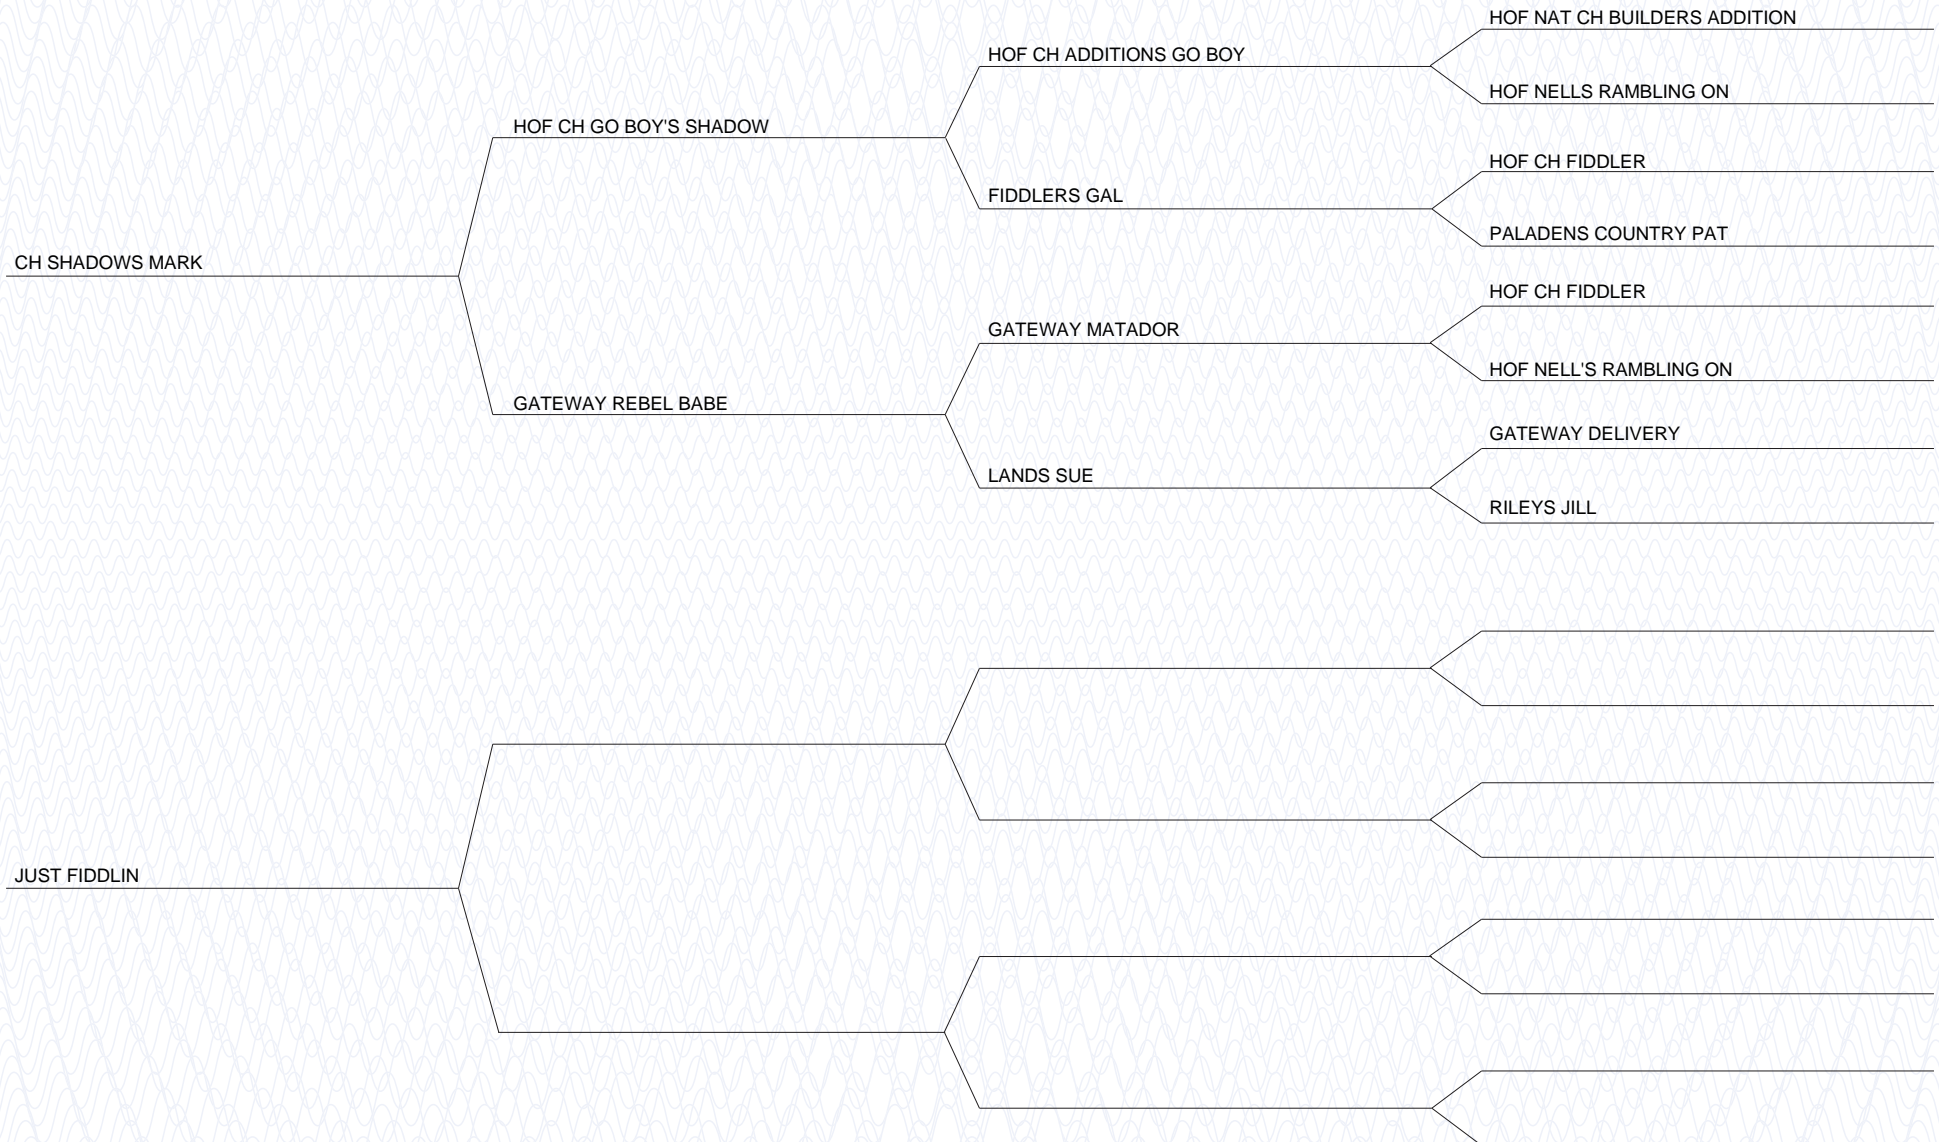 HOF NAT CH BUILDERS ADDITION
HOF CH ADDITIONS GO BOY
HOF NELLS RAMBLING ON
HOF CH GO BOY'S SHADOW
HOF CH FIDDLER
FIDDLERS GAL
PALADENS COUNTRY PAT
CH SHADOWS MARK
HOF CH FIDDLER
GATEWAY MATADOR
HOF NELL'S RAMBLING ON
GATEWAY REBEL BABE
GATEWAY DELIVERY
LANDS SUE
RILEYS JILL
JUST FIDDLIN